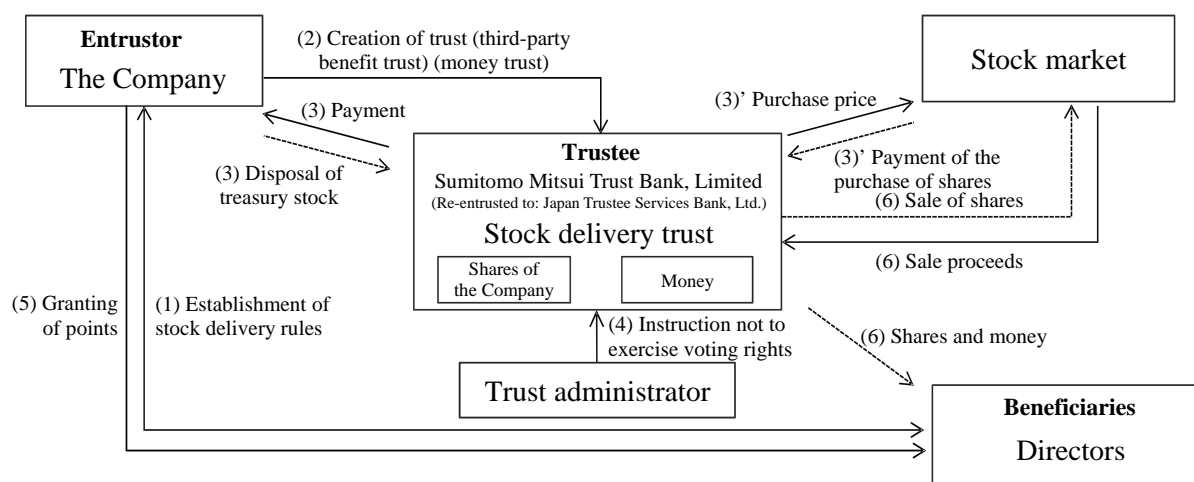 Entrustor
The Company
(2) Creation of trust (third-party
benefit trust) (money trust)
Stock market
(3) Payment
(3)’ Purchase price
(3) Disposal of
treasury stock
Trustee
Sumitomo Mitsui Trust Bank, Limited
(Re-entrusted to: Japan Trustee Services Bank, Ltd.)
Stock delivery trust
Shares of
the Company
Money
(3)’ Payment of the
purchase of shares
(6) Sale of shares
(6) Sale proceeds
(5) Granting
of points
(1) Establishment of
stock delivery rules
(4) Instruction not to
exercise voting rights
(6) Shares and money
Trust administrator
Beneficiaries
Directors